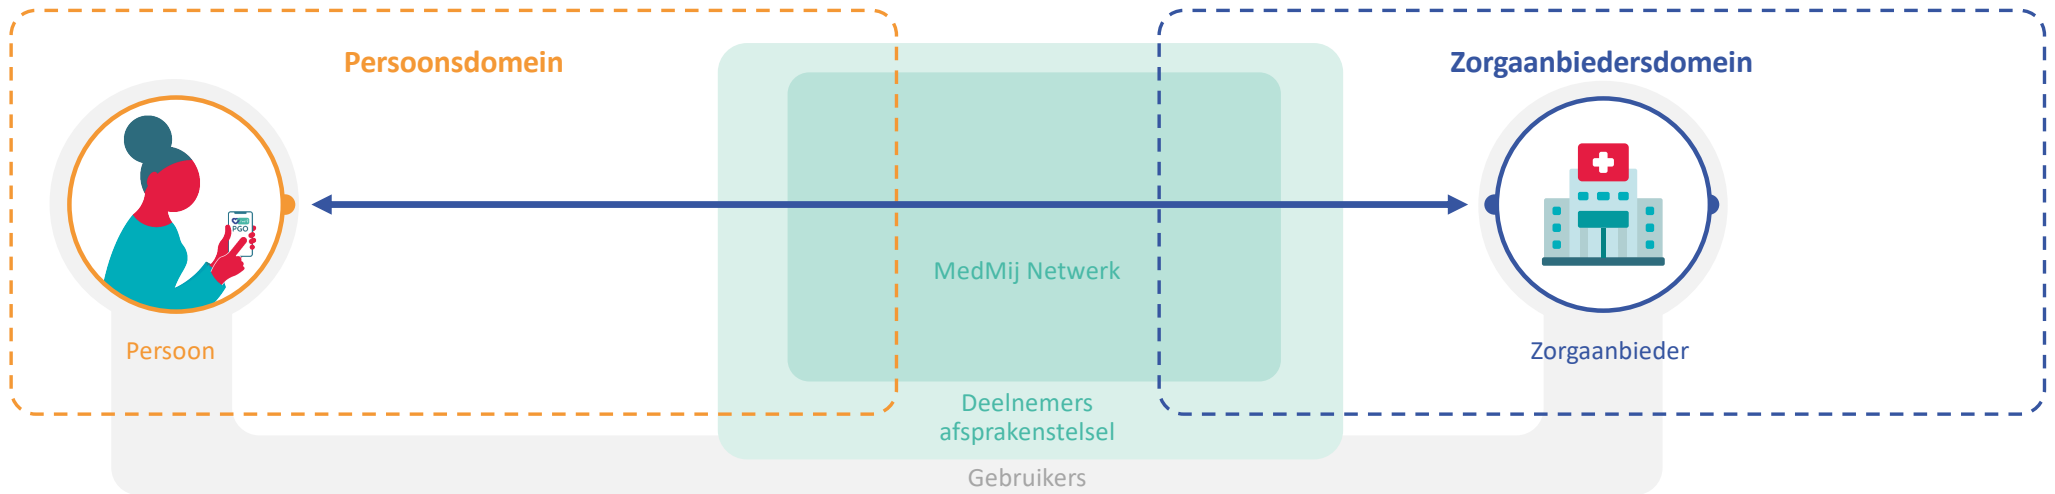 Persoonsdomein
Zorgaanbiedersdomein
PGO
MedMij Netwerk
Persoon
Zorgaanbieder
Deelnemers
afsprakenstelsel
Gebruikers